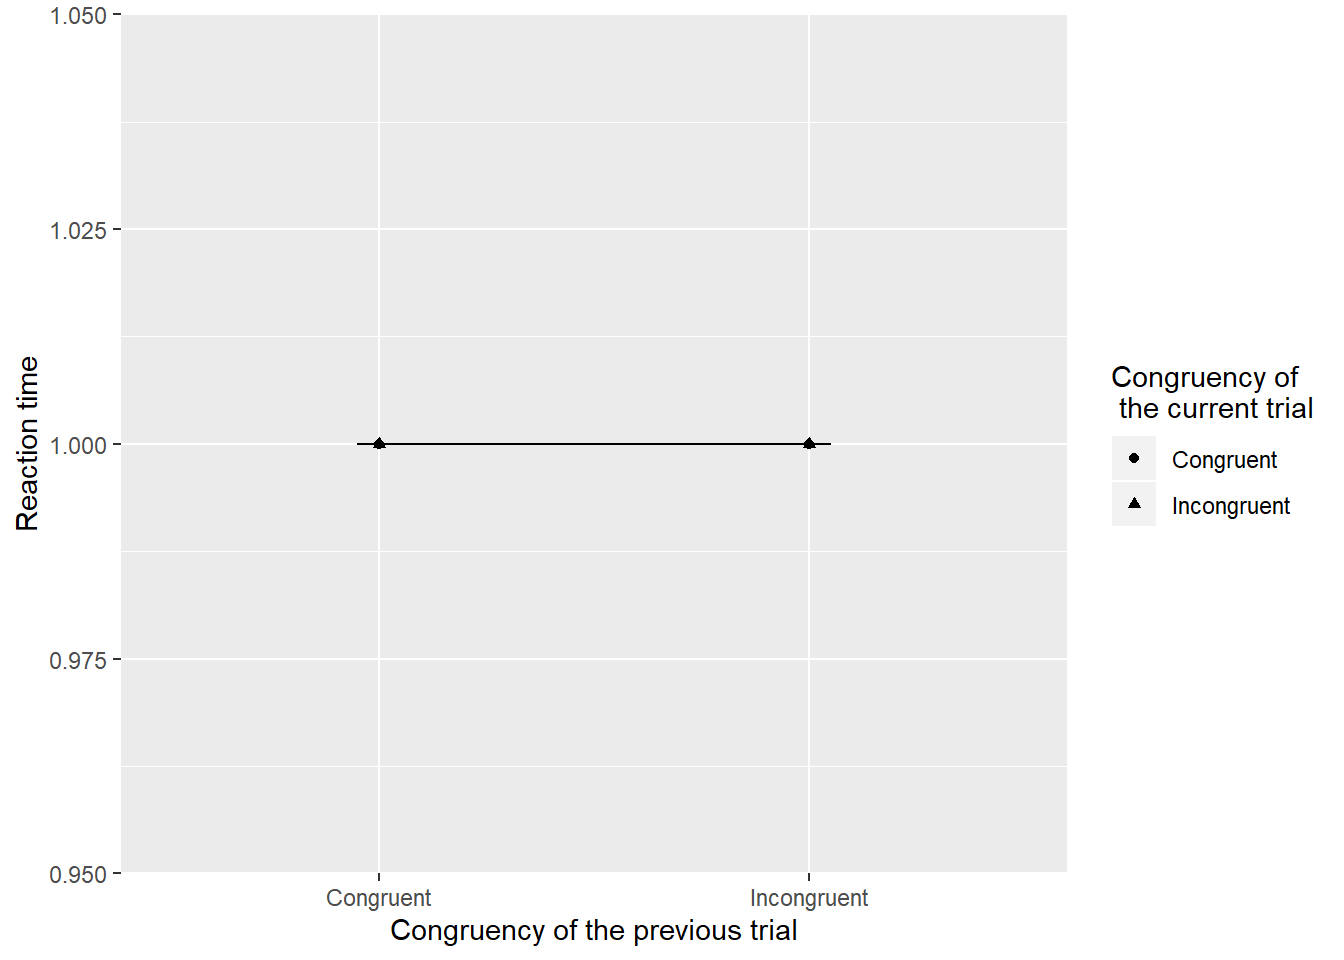 1.050
1.025
1.000
0.975
0.950
Reaction time
Congruent
Incongruent
Congruency of the previous trial
Congruency of
the current trial
Congruent
Incongruent